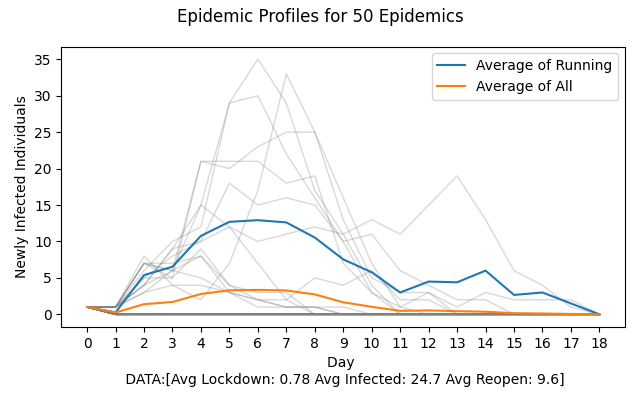 Epidemic Profiles for 50 Epidemics
Newly Infected Individuals
35
30
25
20
15
10
5
0
Average of Running
Average of All
0 1 2 3 4 5 6 7 8 9 10 11 12 13 14 15 16 17 18
Day
DATA:[Avg Lockdown: 0.78 Avg Infected: 24.7 Avg Reopen: 9.6]